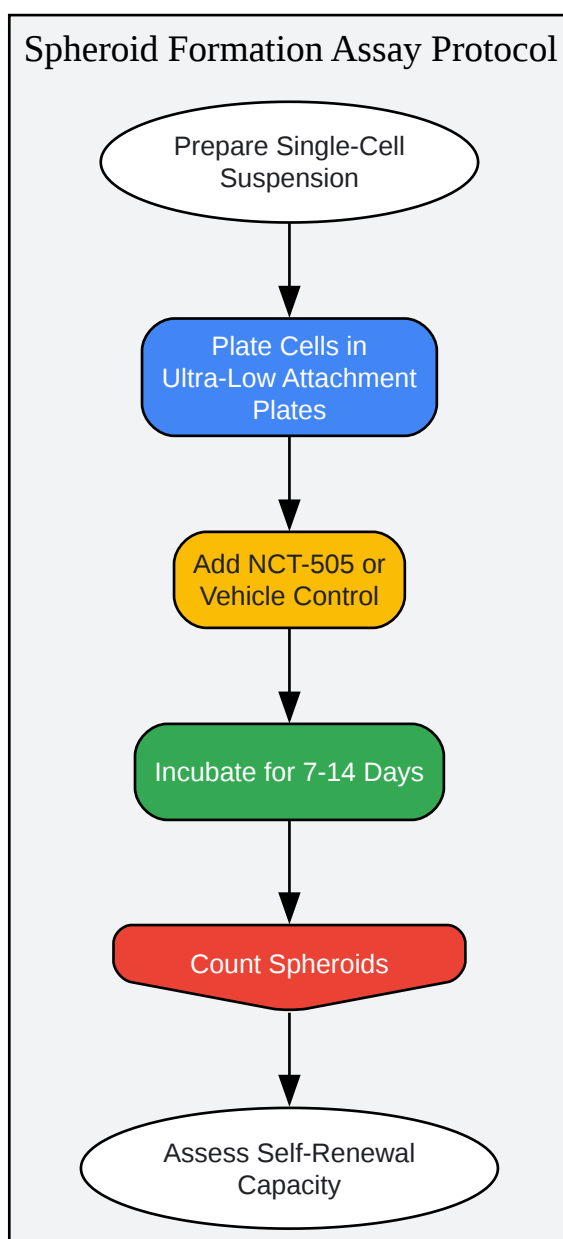 Spheroid Formation Assay Protocol
Prepare Single-Cell
Suspension
Plate Cells in
Ultra-Low Attachment
Plates
Add NCT-505 or
Vehicle Control
Incubate for 7-14 Days
Count Spheroids
Assess Self-Renewal
Capacity